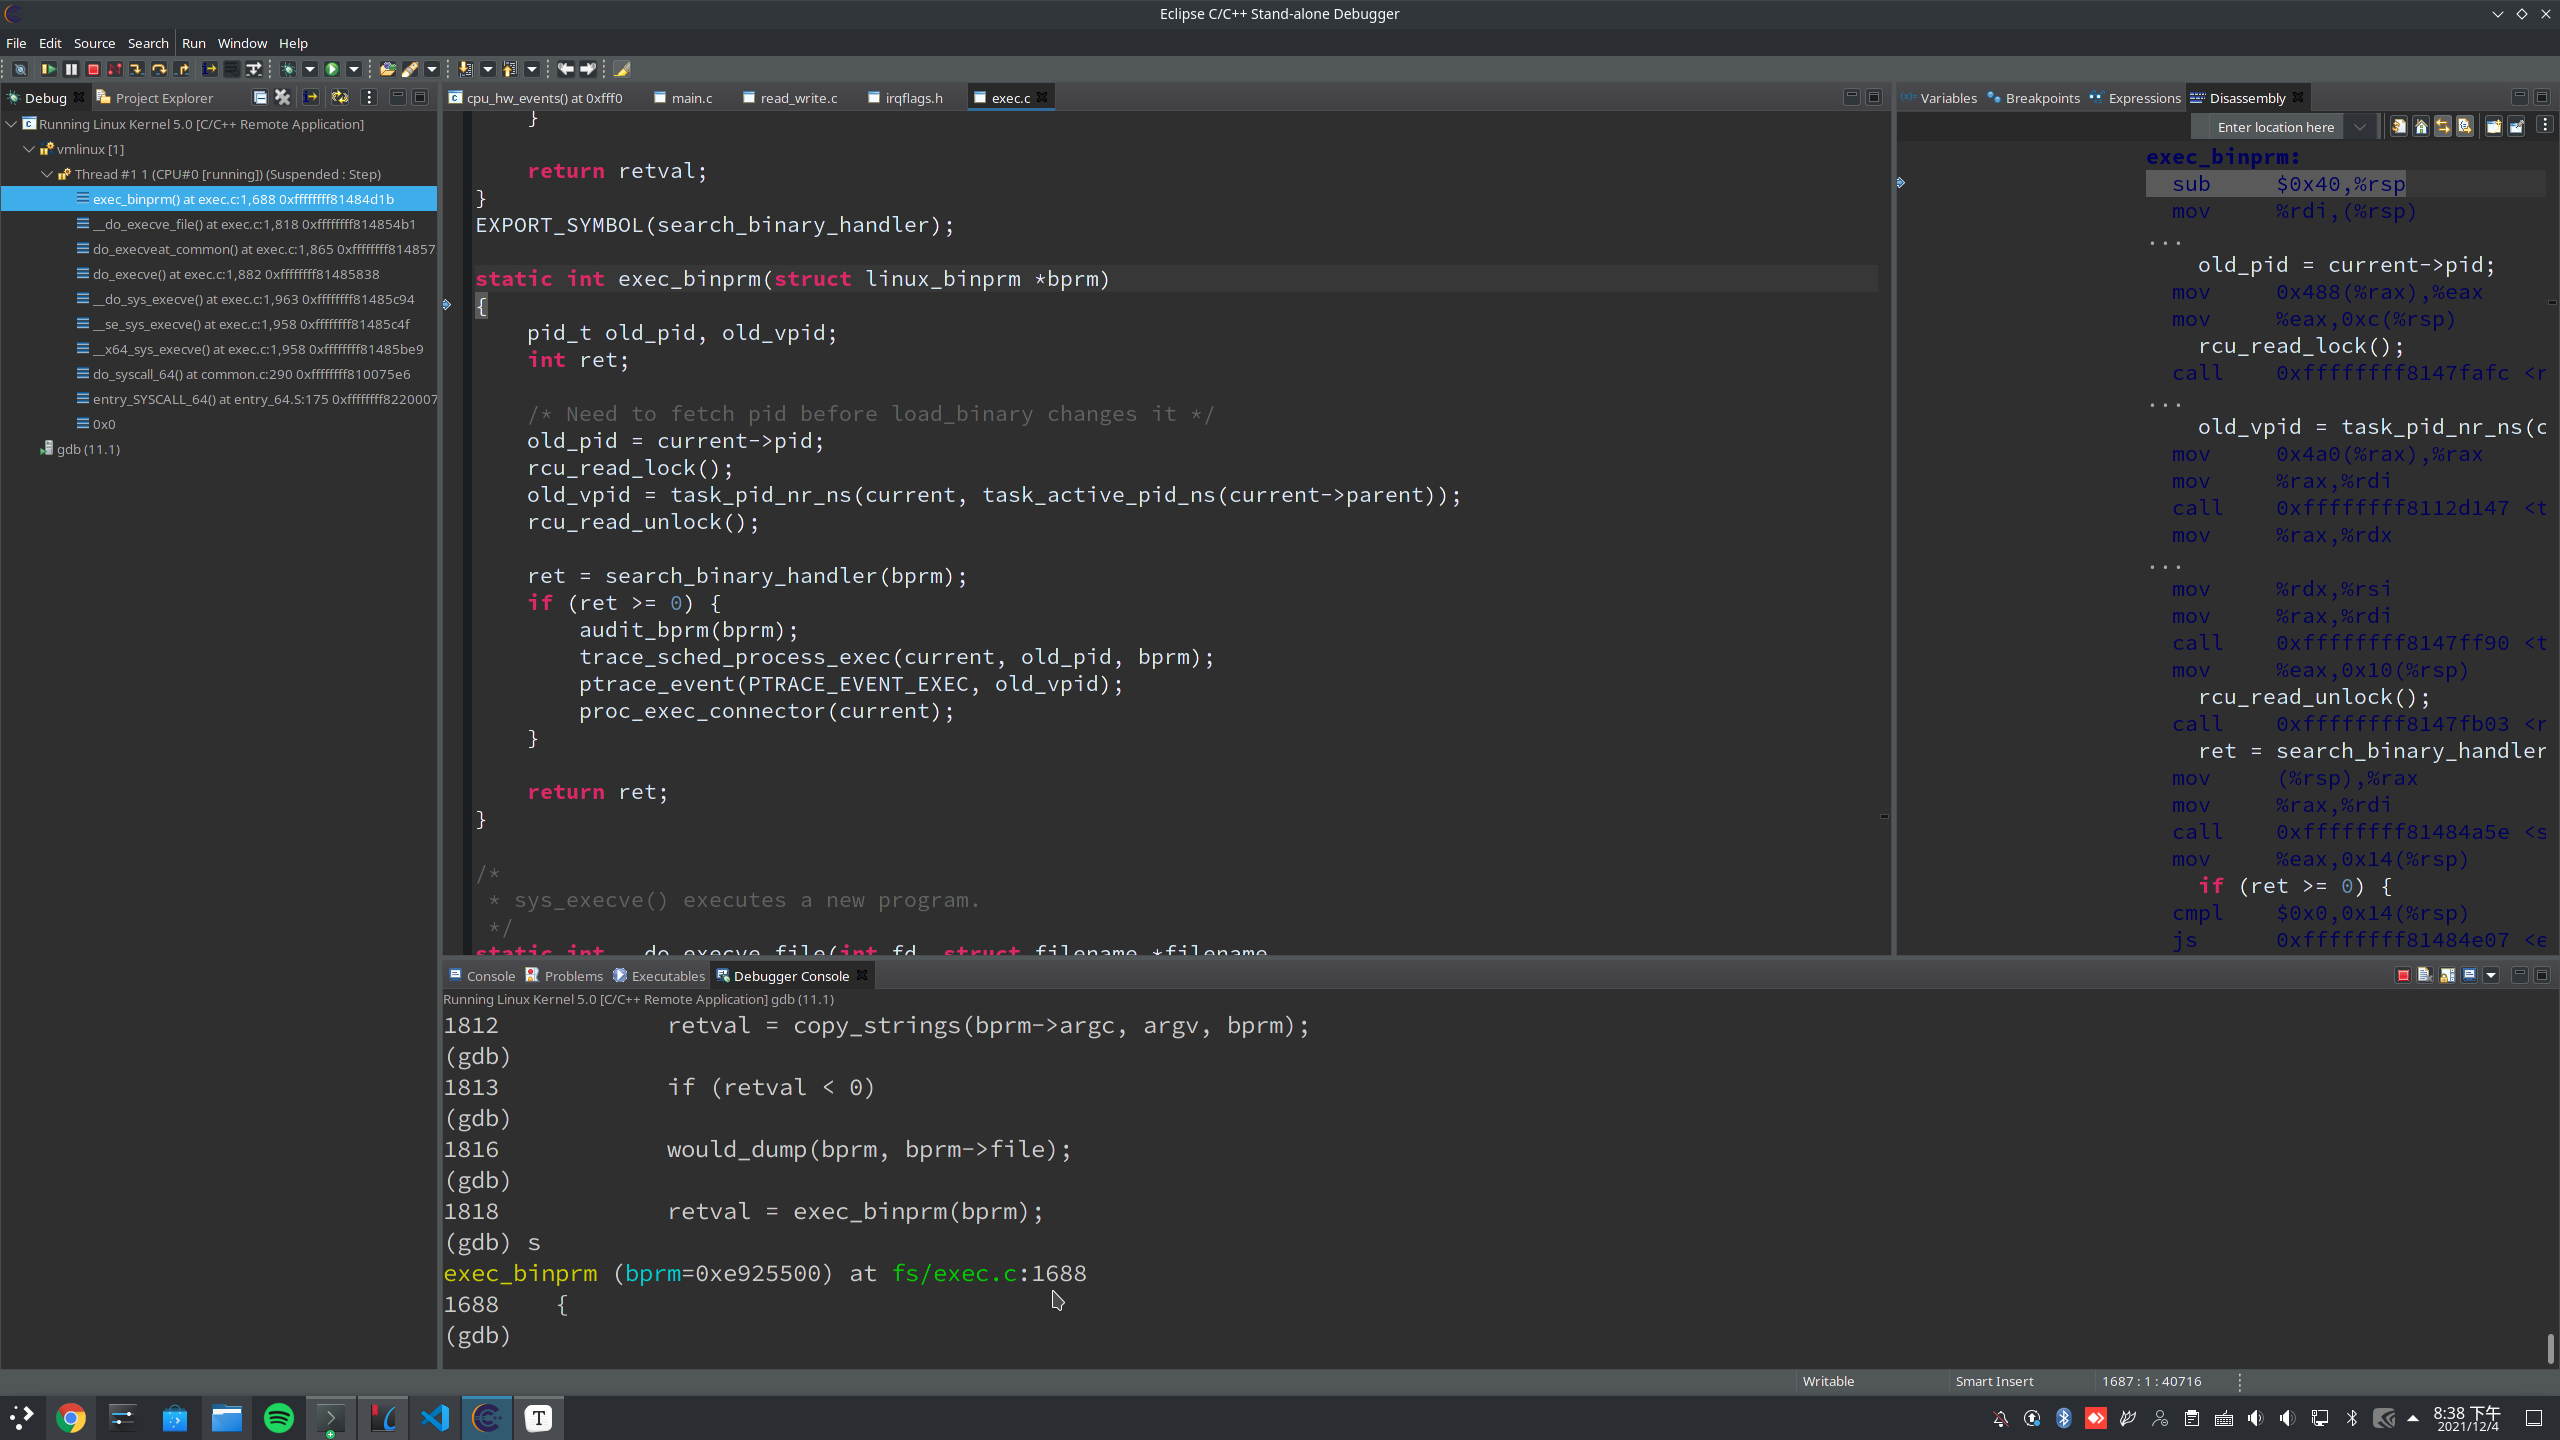 Eclipse C/C++ Stand-alone Debugger
File Edit Source Search Run Window Help
Debug Project Explorer
Running Linux Kernel 5.0 [C/C++ Remote Application]
vmlinux [1]
Thread #1 1 (CPU#0 [running]) (Suspended : Step)
exec_binprm() at exec.c:1,688 0xffffffff81484d1b
__do_execve_file() at exec.c:1,818 0xffffffff814854b1
do_execveat_common() at exec.c:1,865 0xffffffff814857
do_execve() at exec.c:1,882 0xffffffff81485838
__do_sys_execve() at exec.c:1,963 0xffffffff81485c94
__se_sys_execve() at exec.c:1,958 0xffffffff81485c4f
__x64_sys_execve() at exec.c:1,958 0xffffffff81485be9
do_syscall_64() at common.c:290 0xffffffff810075e6
entry_SYSCALL_64() at entry_64.S:175 0xffffffff8220007
0x0
gdb (11.1)
cpu_hw_events() at 0xfff0 main.c read_write.c irqflags.h exec.c
}
return retval;
}
EXPORT_SYMBOL(search_binary_handler);
static int exec_binprm(struct linux_binprm *bprm)
{
pid_t old_pid, old_vpid;
int ret;
/* Need to fetch pid before load_binary changes it */
old_pid = current->pid;
rcu_read_lock();
old_vpid = task_pid_nr_ns(current, task_active_pid_ns(current->parent));
rcu_read_unlock();
ret = search_binary_handler(bprm);
if (ret >= 0) {
audit_bprm(bprm);
trace_sched_process_exec(current, old_pid, bprm);
ptrace_event(PTRACE_EVENT_EXEC, old_vpid);
proc_exec_connector(current);
}
return ret;
}
/*
* sys_execve() executes a new program.
*/
static int __do_execve_file(int fd, struct filename *filename,
Variables Breakpoints Expressions Disassembly
Enter location here
exec_binprm:
sub $0x40,%rsp
mov %rdi,(%rsp)
...
old_pid = current->pid;
mov 0x488(%rax),%eax
mov %eax,0xc(%rsp)
rcu_read_lock();
call 0xffffffff8147fafc <r
...
old_vpid = task_pid_nr_ns(c
mov 0x4a0(%rax),%rax
mov %rax,%rdi
call 0xffffffff8112d147 <t
mov %rax,%rdx
...
mov %rdx,%rsi
mov %rax,%rdi
call 0xffffffff8147ff90 <t
mov %eax,0x10(%rsp)
rcu_read_unlock();
call 0xffffffff8147fb03 <r
ret = search_binary_handler
mov (%rsp),%rax
mov %rax,%rdi
call 0xffffffff81484a5e <s
mov %eax,0x14(%rsp)
if (ret >= 0) {
cmpl $0x0,0x14(%rsp)
js 0xffffffff81484e07 <e
Console Problems Executables Debugger Console
Running Linux Kernel 5.0 [C/C++ Remote Application] gdb (11.1)
1812 retval = copy_strings(bprm->argc, argv, bprm);
(gdb)
1813 if (retval < 0)
(gdb)
1816 would_dump(bprm, bprm->file);
(gdb)
1818 retval = exec_binprm(bprm);
(gdb) s
exec_binprm (bprm=0xe925500) at fs/exec.c:1688
1688 {
(gdb)
Writable Smart Insert 1687 : 1 : 40716
T
8:38 下午
2021/12/4